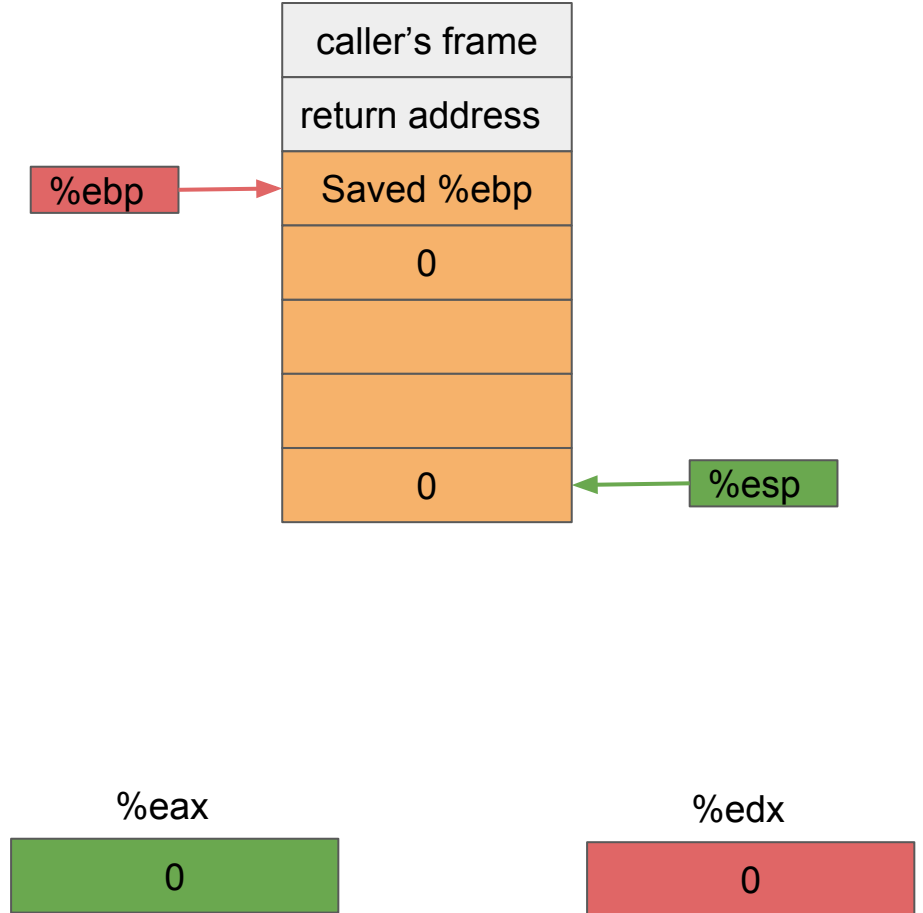 caller’s frame
return address
%ebp
Saved %ebp
0
0
%esp
%eax
%edx
0
0